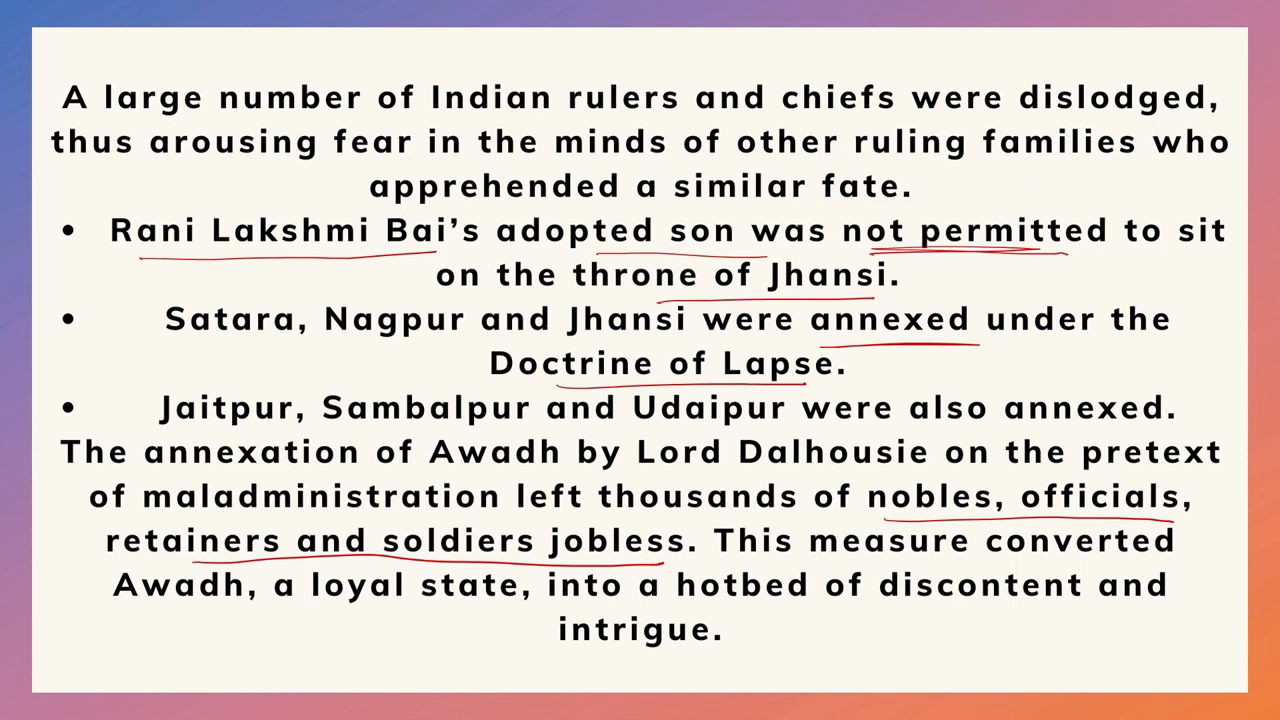 A large number of Indian rulers and chiefs were dislodged,
thus arousing fear in the minds of other ruling families who
apprehended a similar fate.
• Rani Lakshmi Bai’s adopted son was not permitted to sit
on the throne of Jhansi.
• Satara, Nagpur and Jhansi were annexed under the
Doctrine of Lapse.
• Jaitpur, Sambalpur and Udaipur were also annexed.
The annexation of Awadh by Lord Dalhousie on the pretext
of maladministration left thousands of nobles, officials,
retainers and soldiers jobless. This measure converted
Awadh, a loyal state, into a hotbed of discontent and
intrigue.